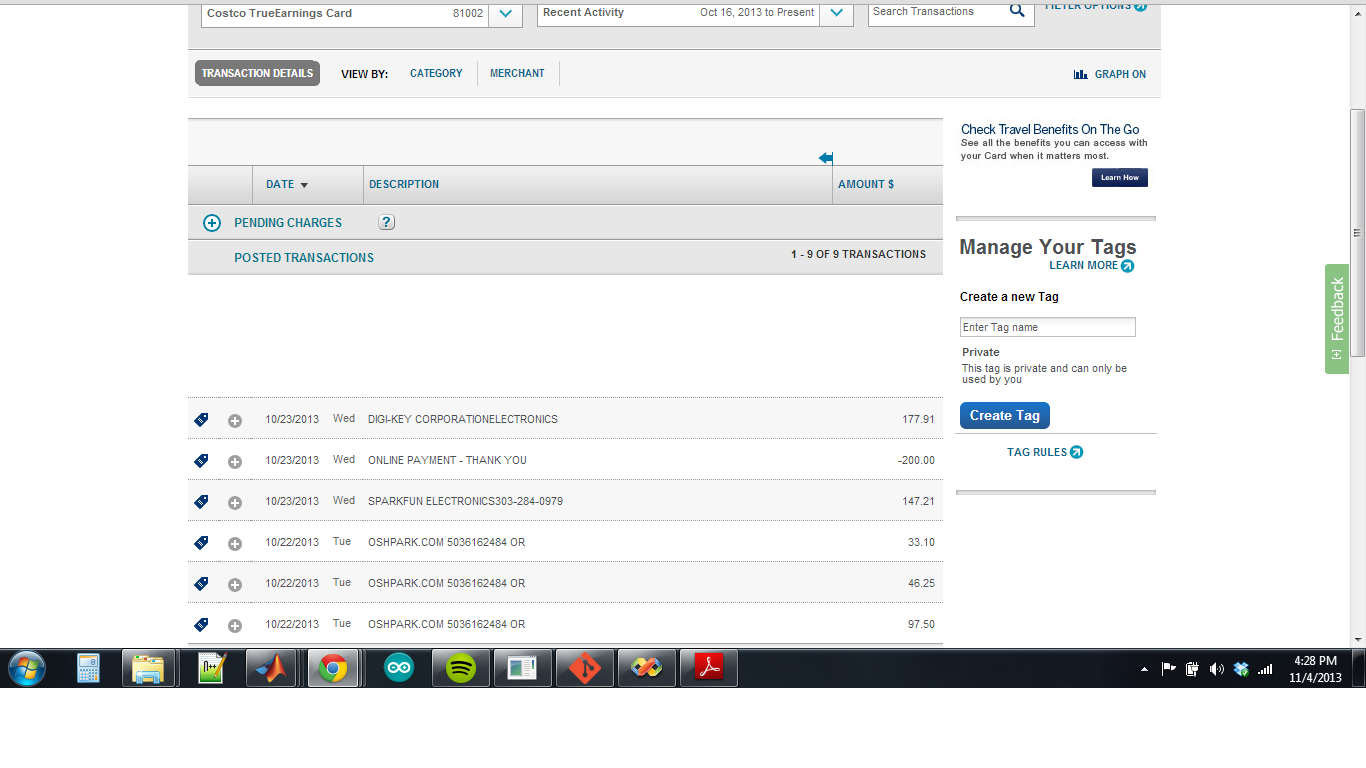 Costco TrueEarnings Card 81002
Recent Activity Oct 16, 2013 to Present
Search Transactions
FILTER OPTIONS
TRANSACTION DETAILS VIEW BY: CATEGORY MERCHANT GRAPH ON
DATE DESCRIPTION AMOUNT $
PENDING CHARGES ?
POSTED TRANSACTIONS 1 - 9 OF 9 TRANSACTIONS
10/23/2013 Wed DIGI-KEY CORPORATIONELECTRONICS 177.91
10/23/2013 Wed ONLINE PAYMENT - THANK YOU -200.00
10/23/2013 Wed SPARKFUN ELECTRONICS303-284-0979 147.21
10/22/2013 Tue OSHPARK.COM 5036162484 OR 33.10
10/22/2013 Tue OSHPARK.COM 5036162484 OR 46.25
10/22/2013 Tue OSHPARK.COM 5036162484 OR 97.50
Check Travel Benefits On The Go
See all the benefits you can access with
your Card when it matters most.
Learn How
Manage Your Tags
LEARN MORE
Create a new Tag
Enter Tag name
Private
This tag is private and can only be
used by you
Create Tag
TAG RULES
Feedback
4:28 PM
11/4/2013